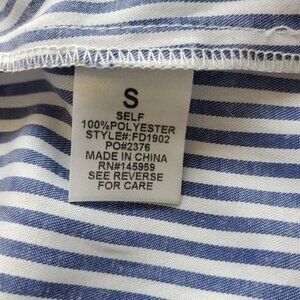 S
SELF
100%POLYESTER
STYLE#:FD1902
PO#2376
MADE IN CHINA
RN#145959
SEE REVERSE
FOR CARE